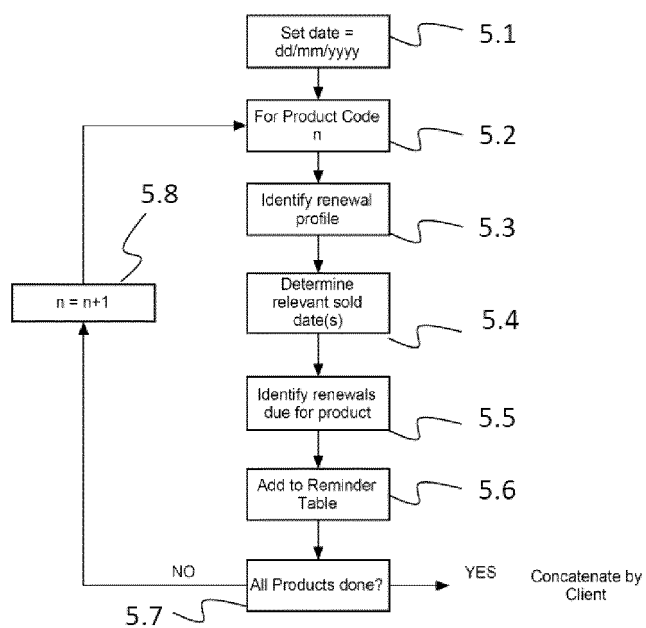 Set date =
dd/mm/yyyy
5.1
For Product Code
n
5.2
Identify renewal
profile
5.3
5.8
n = n+1
Determine
relevant sold
date(s)
5.4
Identify renewals
due for product
5.5
Add to Reminder
Table
5.6
NO
All Products done?
YES
Concatenate by
Client
5.7